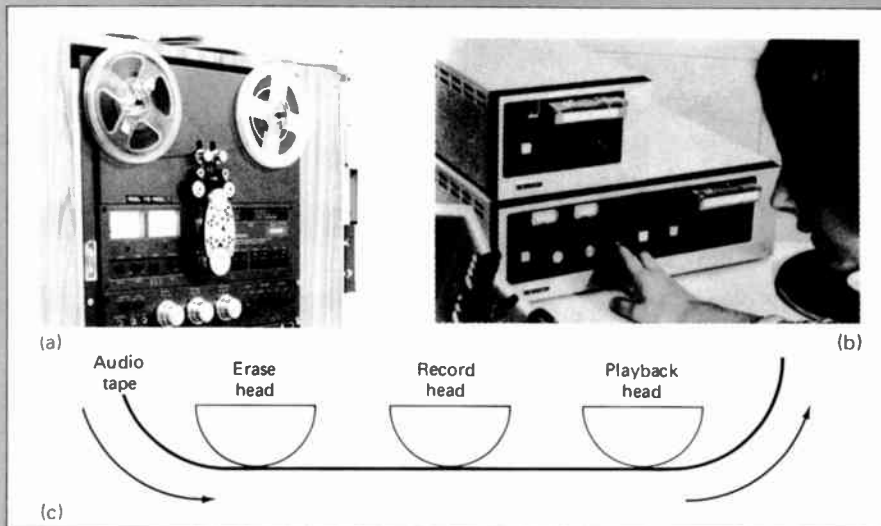 (a)
(b)
Audio
tape
Erase
head
Record
head
Playback
head
(c)